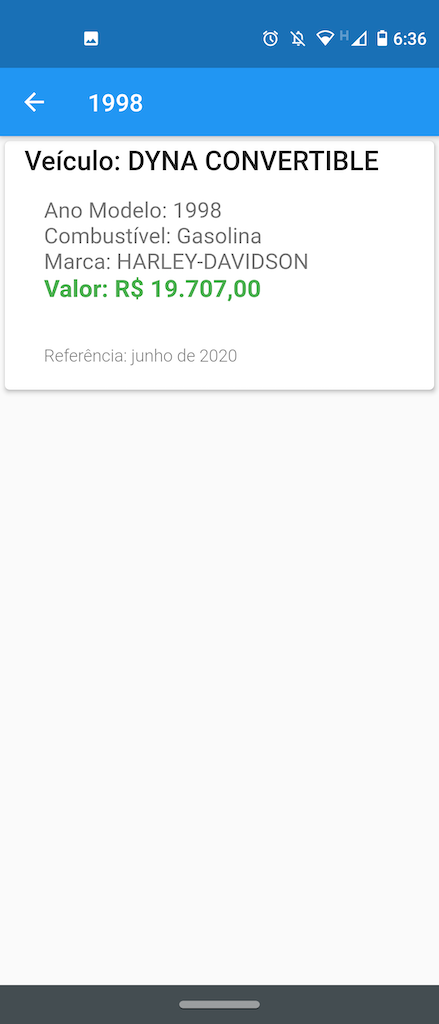 H 6:36
1998
Veículo: DYNA CONVERTIBLE
Ano Modelo: 1998
Combustível: Gasolina
Marca: HARLEY-DAVIDSON
Valor: R$ 19.707,00
Referência: junho de 2020